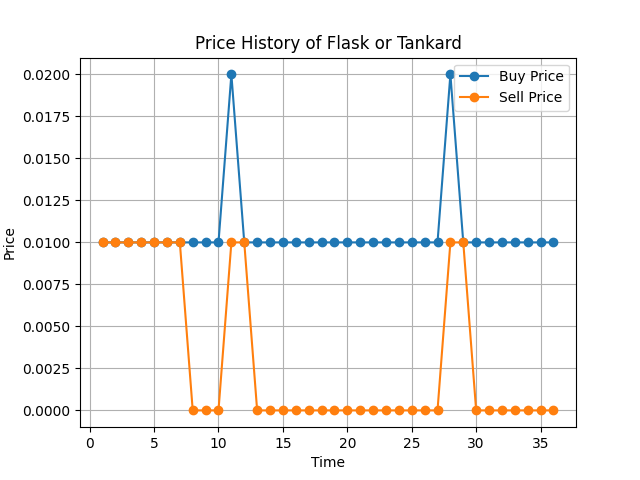 Price History of Flask or Tankard
Buy Price
Sell Price
Price
0.0200
0.0175
0.0150
0.0125
0.0100
0.0075
0.0050
0.0025
0.0000
0 5 10 15 20 25 30 35
Time